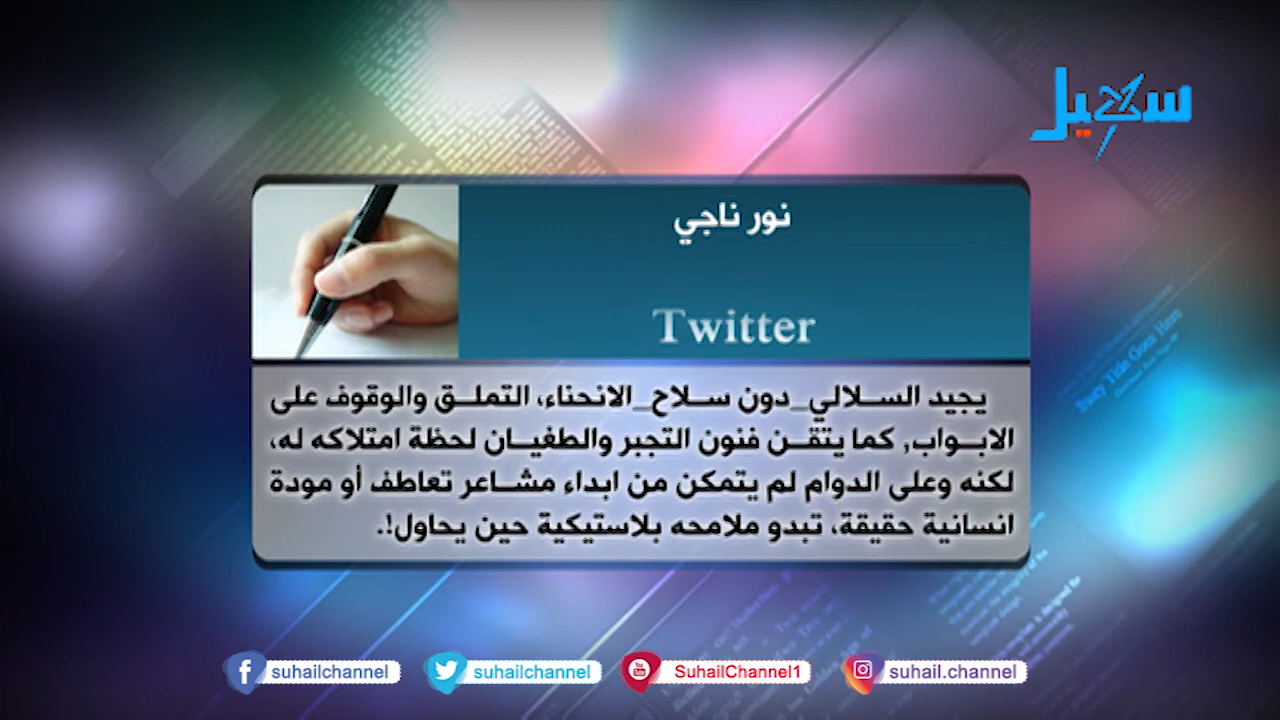 سهيل
نور ناجي
Twitter
يجيد السلالي_دون سلاح_الانحناء، التملق والوقوف على
الابواب, كما يتقن فنون التجبر والطغيان لحظة امتلاكه له،
لكنه وعلى الدوام لم يتمكن من ابداء مشاعر تعاطف أو مودة
انسانية حقيقة، تبدو ملامحه بلاستيكية حين يحاول!.
suhailchannel
suhailchannel
SuhailChannel1
suhail.channel